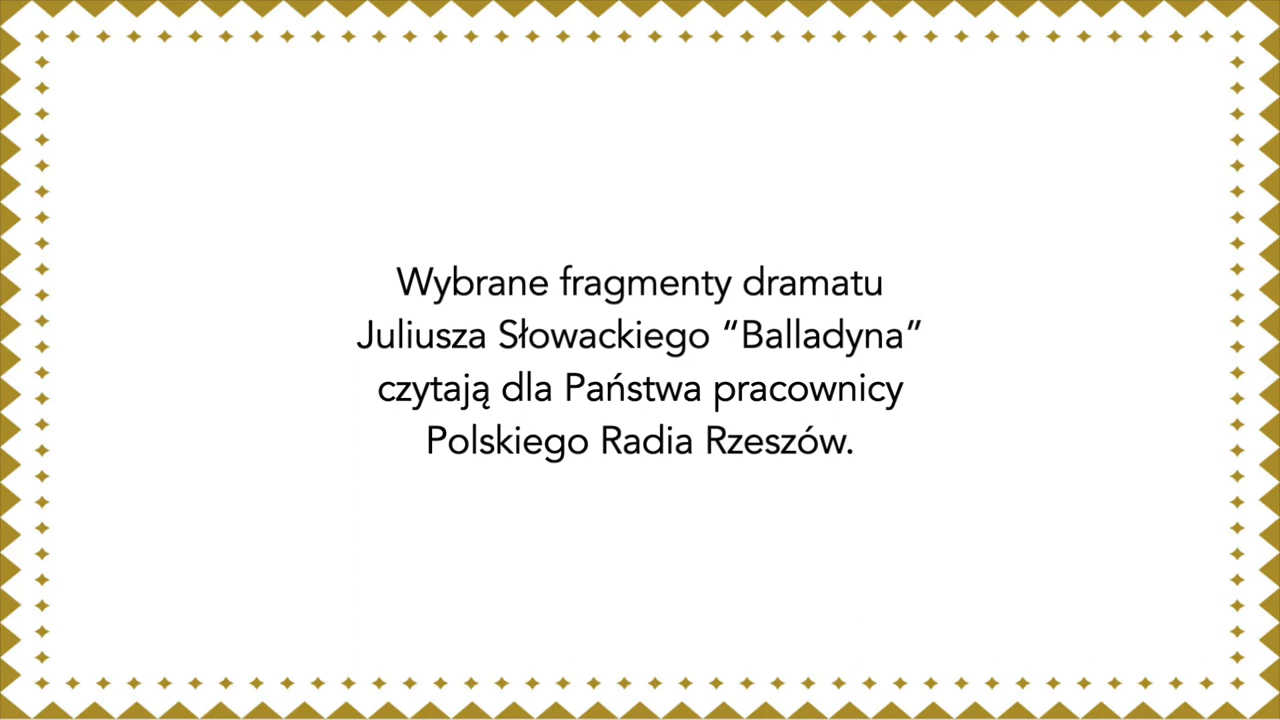 Wybrane fragmenty dramatu
Juliusza Słowackiego “Balladyna”
czytają dla Państwa pracownicy
Polskiego Radia Rzeszów.